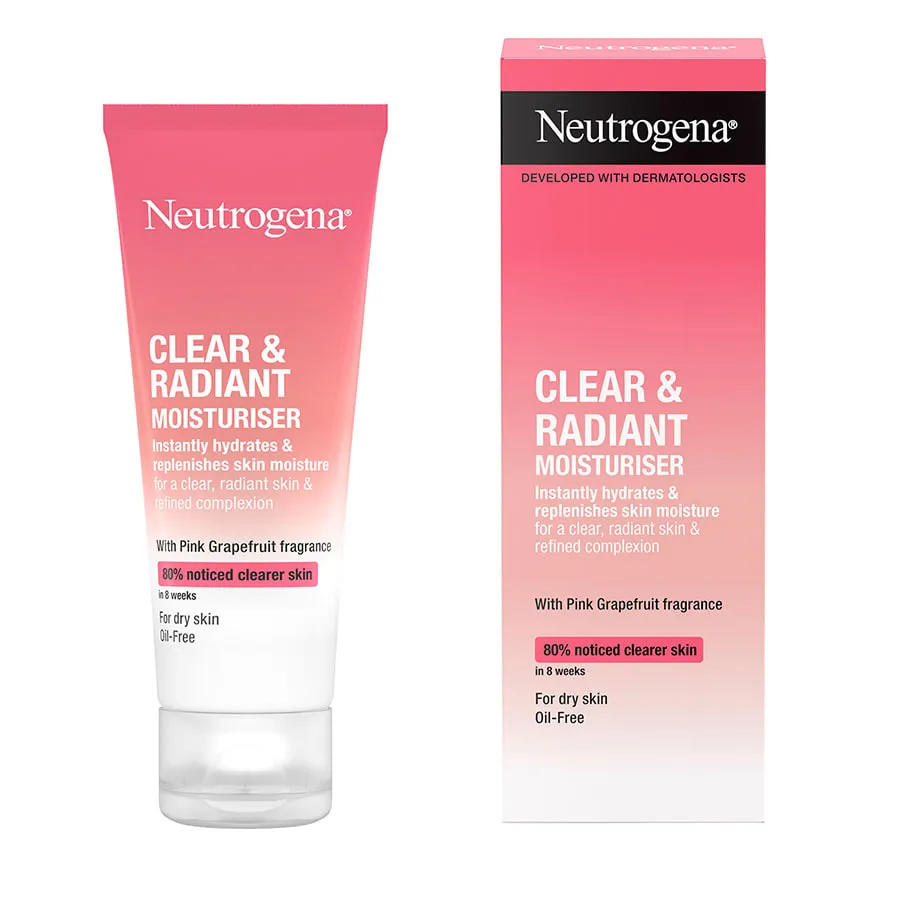 Neutrogena®
CLEAR &
RADIANT
MOISTURISER
Instantly hydrates &
replenishes skin moisture
for a clear, radiant skin &
refined complexion
With Pink Grapefruit fragrance
80% noticed clearer skin
in 8 weeks
For dry skin
Oil-Free
Neutrogena®
Neutrogena®
DEVELOPED WITH DERMATOLOGISTS
CLEAR &
RADIANT
MOISTURISER
Instantly hydrates &
replenishes skin moisture
for a clear, radiant skin &
refined complexion
With Pink Grapefruit fragrance
80% noticed clearer skin
in 8 weeks
For dry skin
Oil-Free